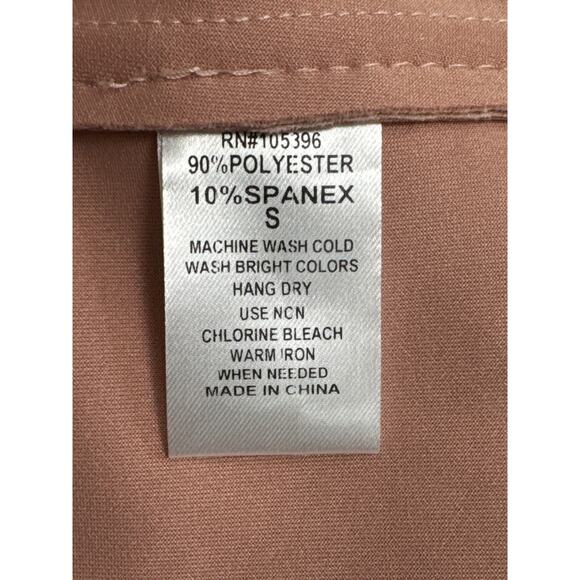 RN#105396
90%POLYESTER
10%SPANEX
S
MACHINE WASH COLD
WASH BRIGHT COLORS
HANG DRY
USE NON
CHLORINE BLEACH
WARM IRON
WHEN NEEDED
MADE IN CHINA